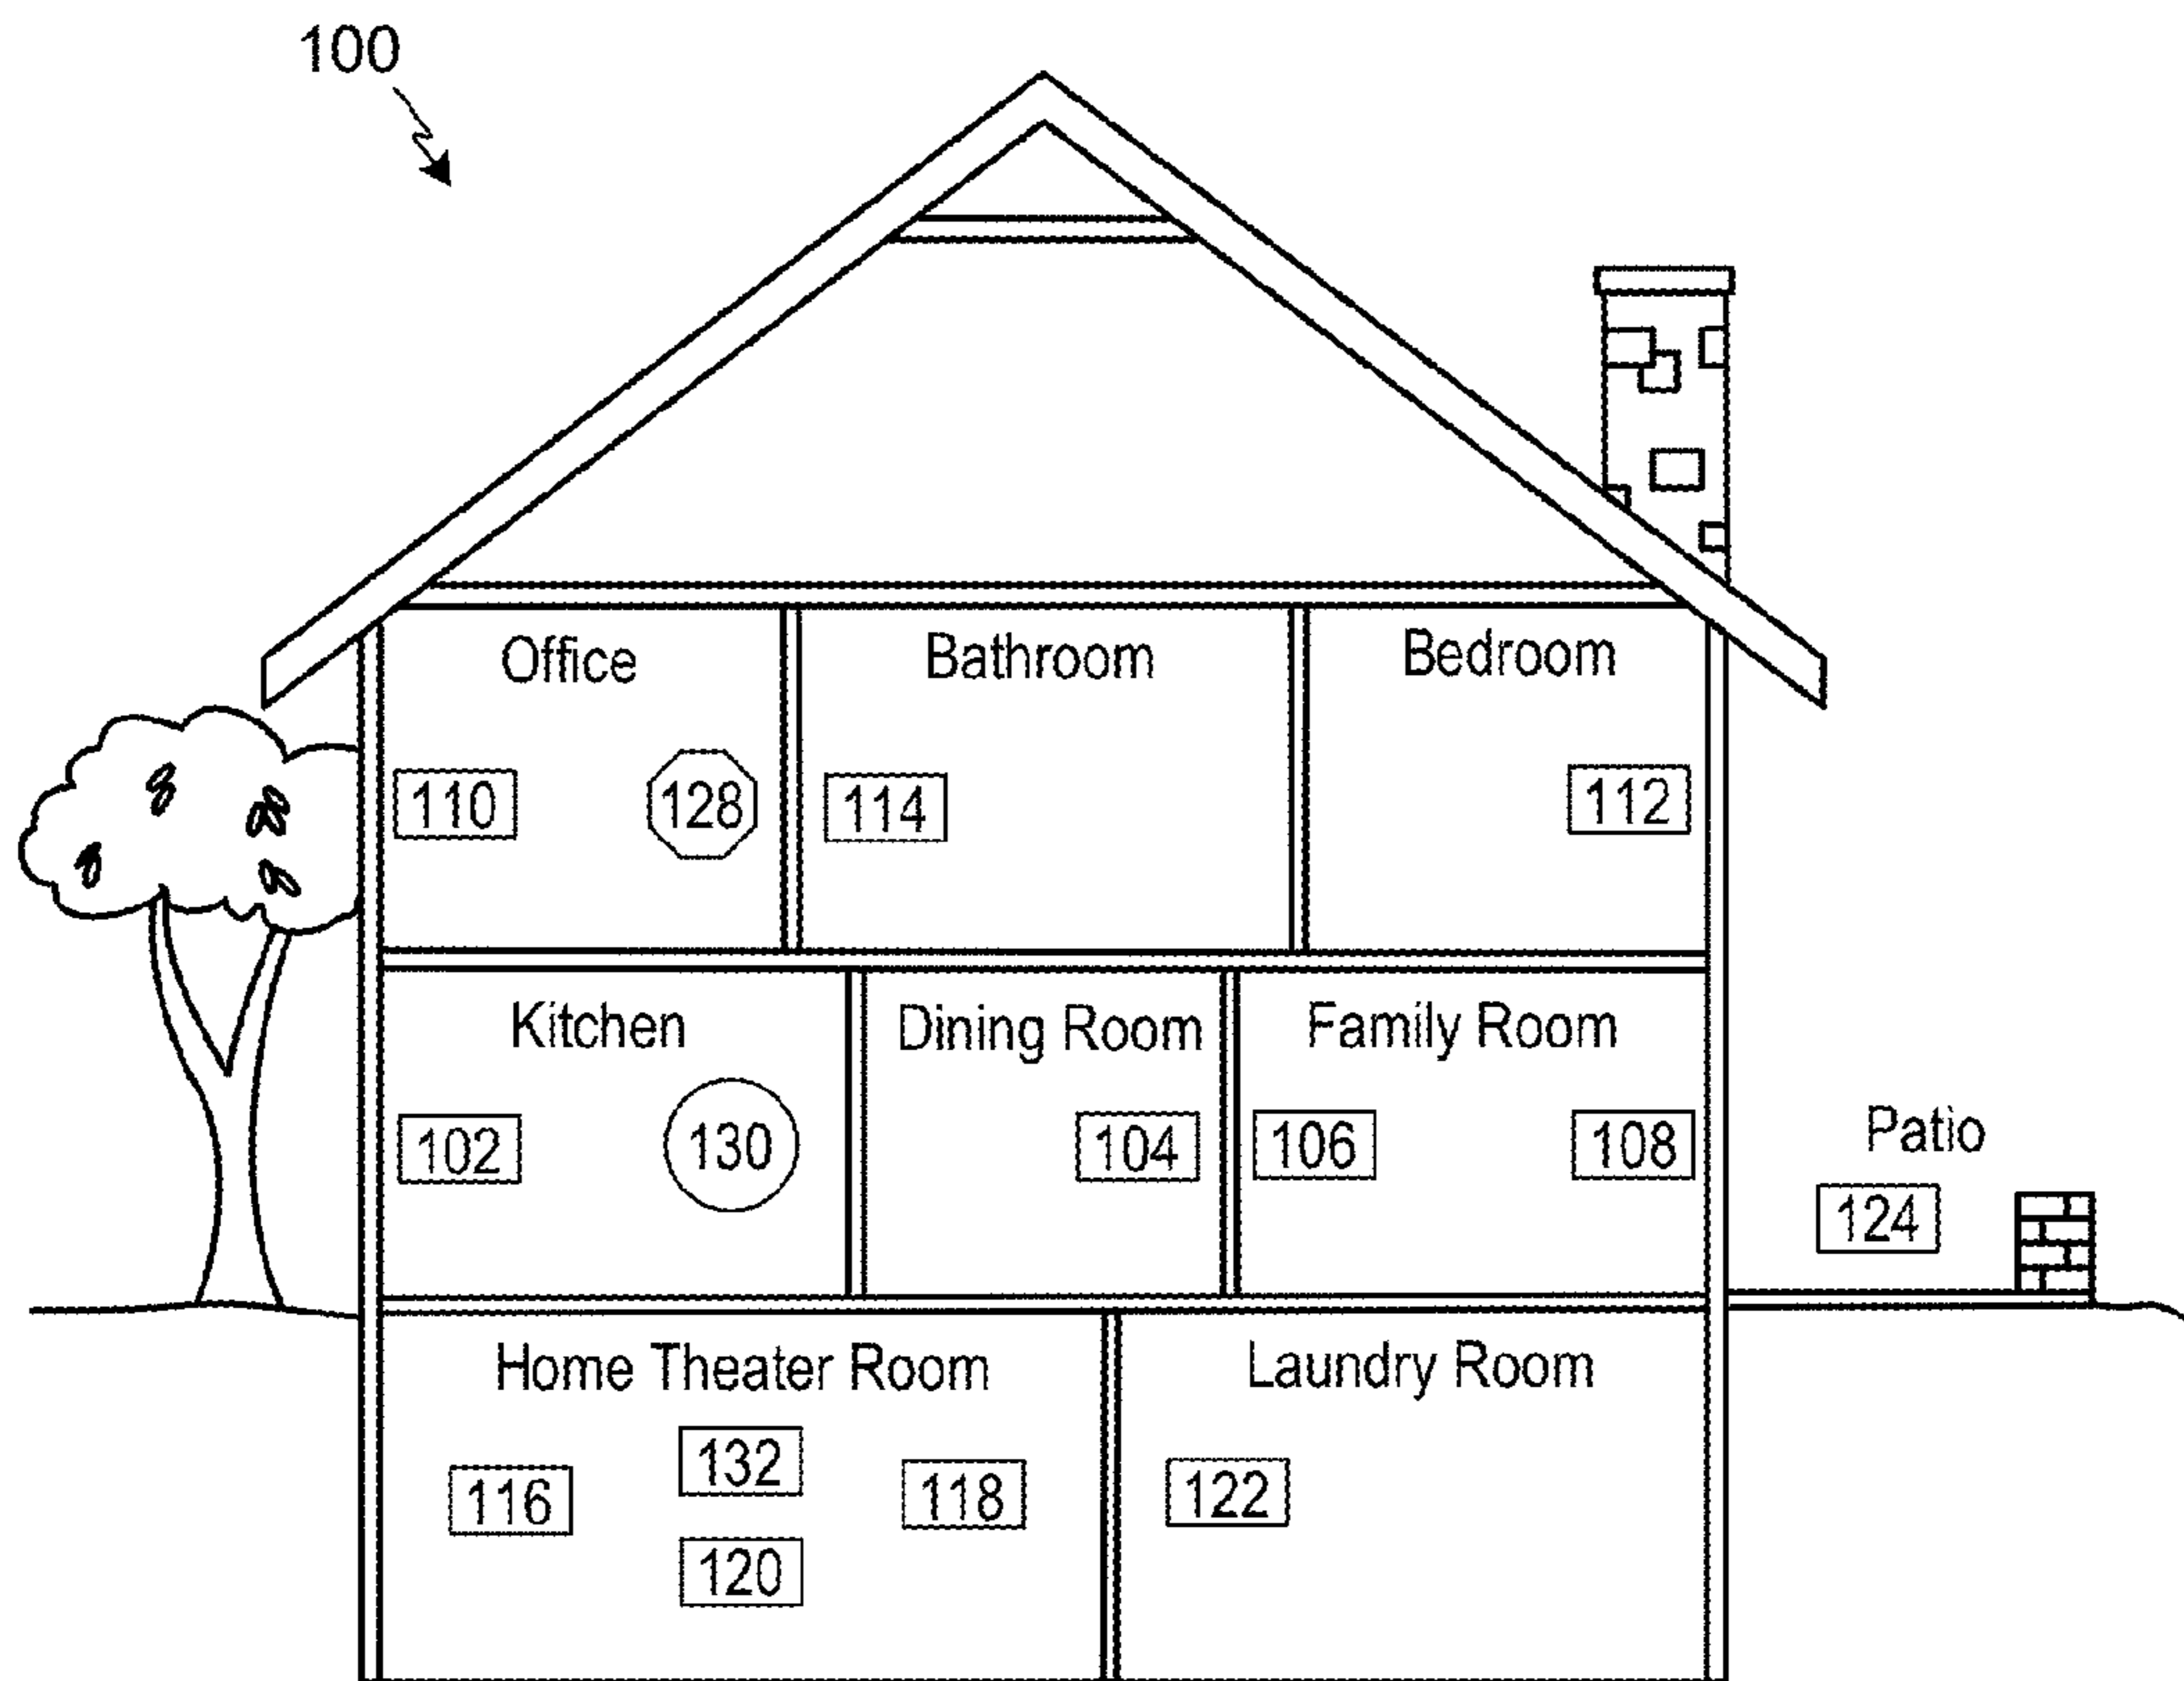 100
Office
Bathroom
Bedroom
110
128
114
112
Kitchen
Dining Room
Family Room
Patio
102
130
104
106
108
124
Home Theater Room
Laundry Room
116
132
118
120
122